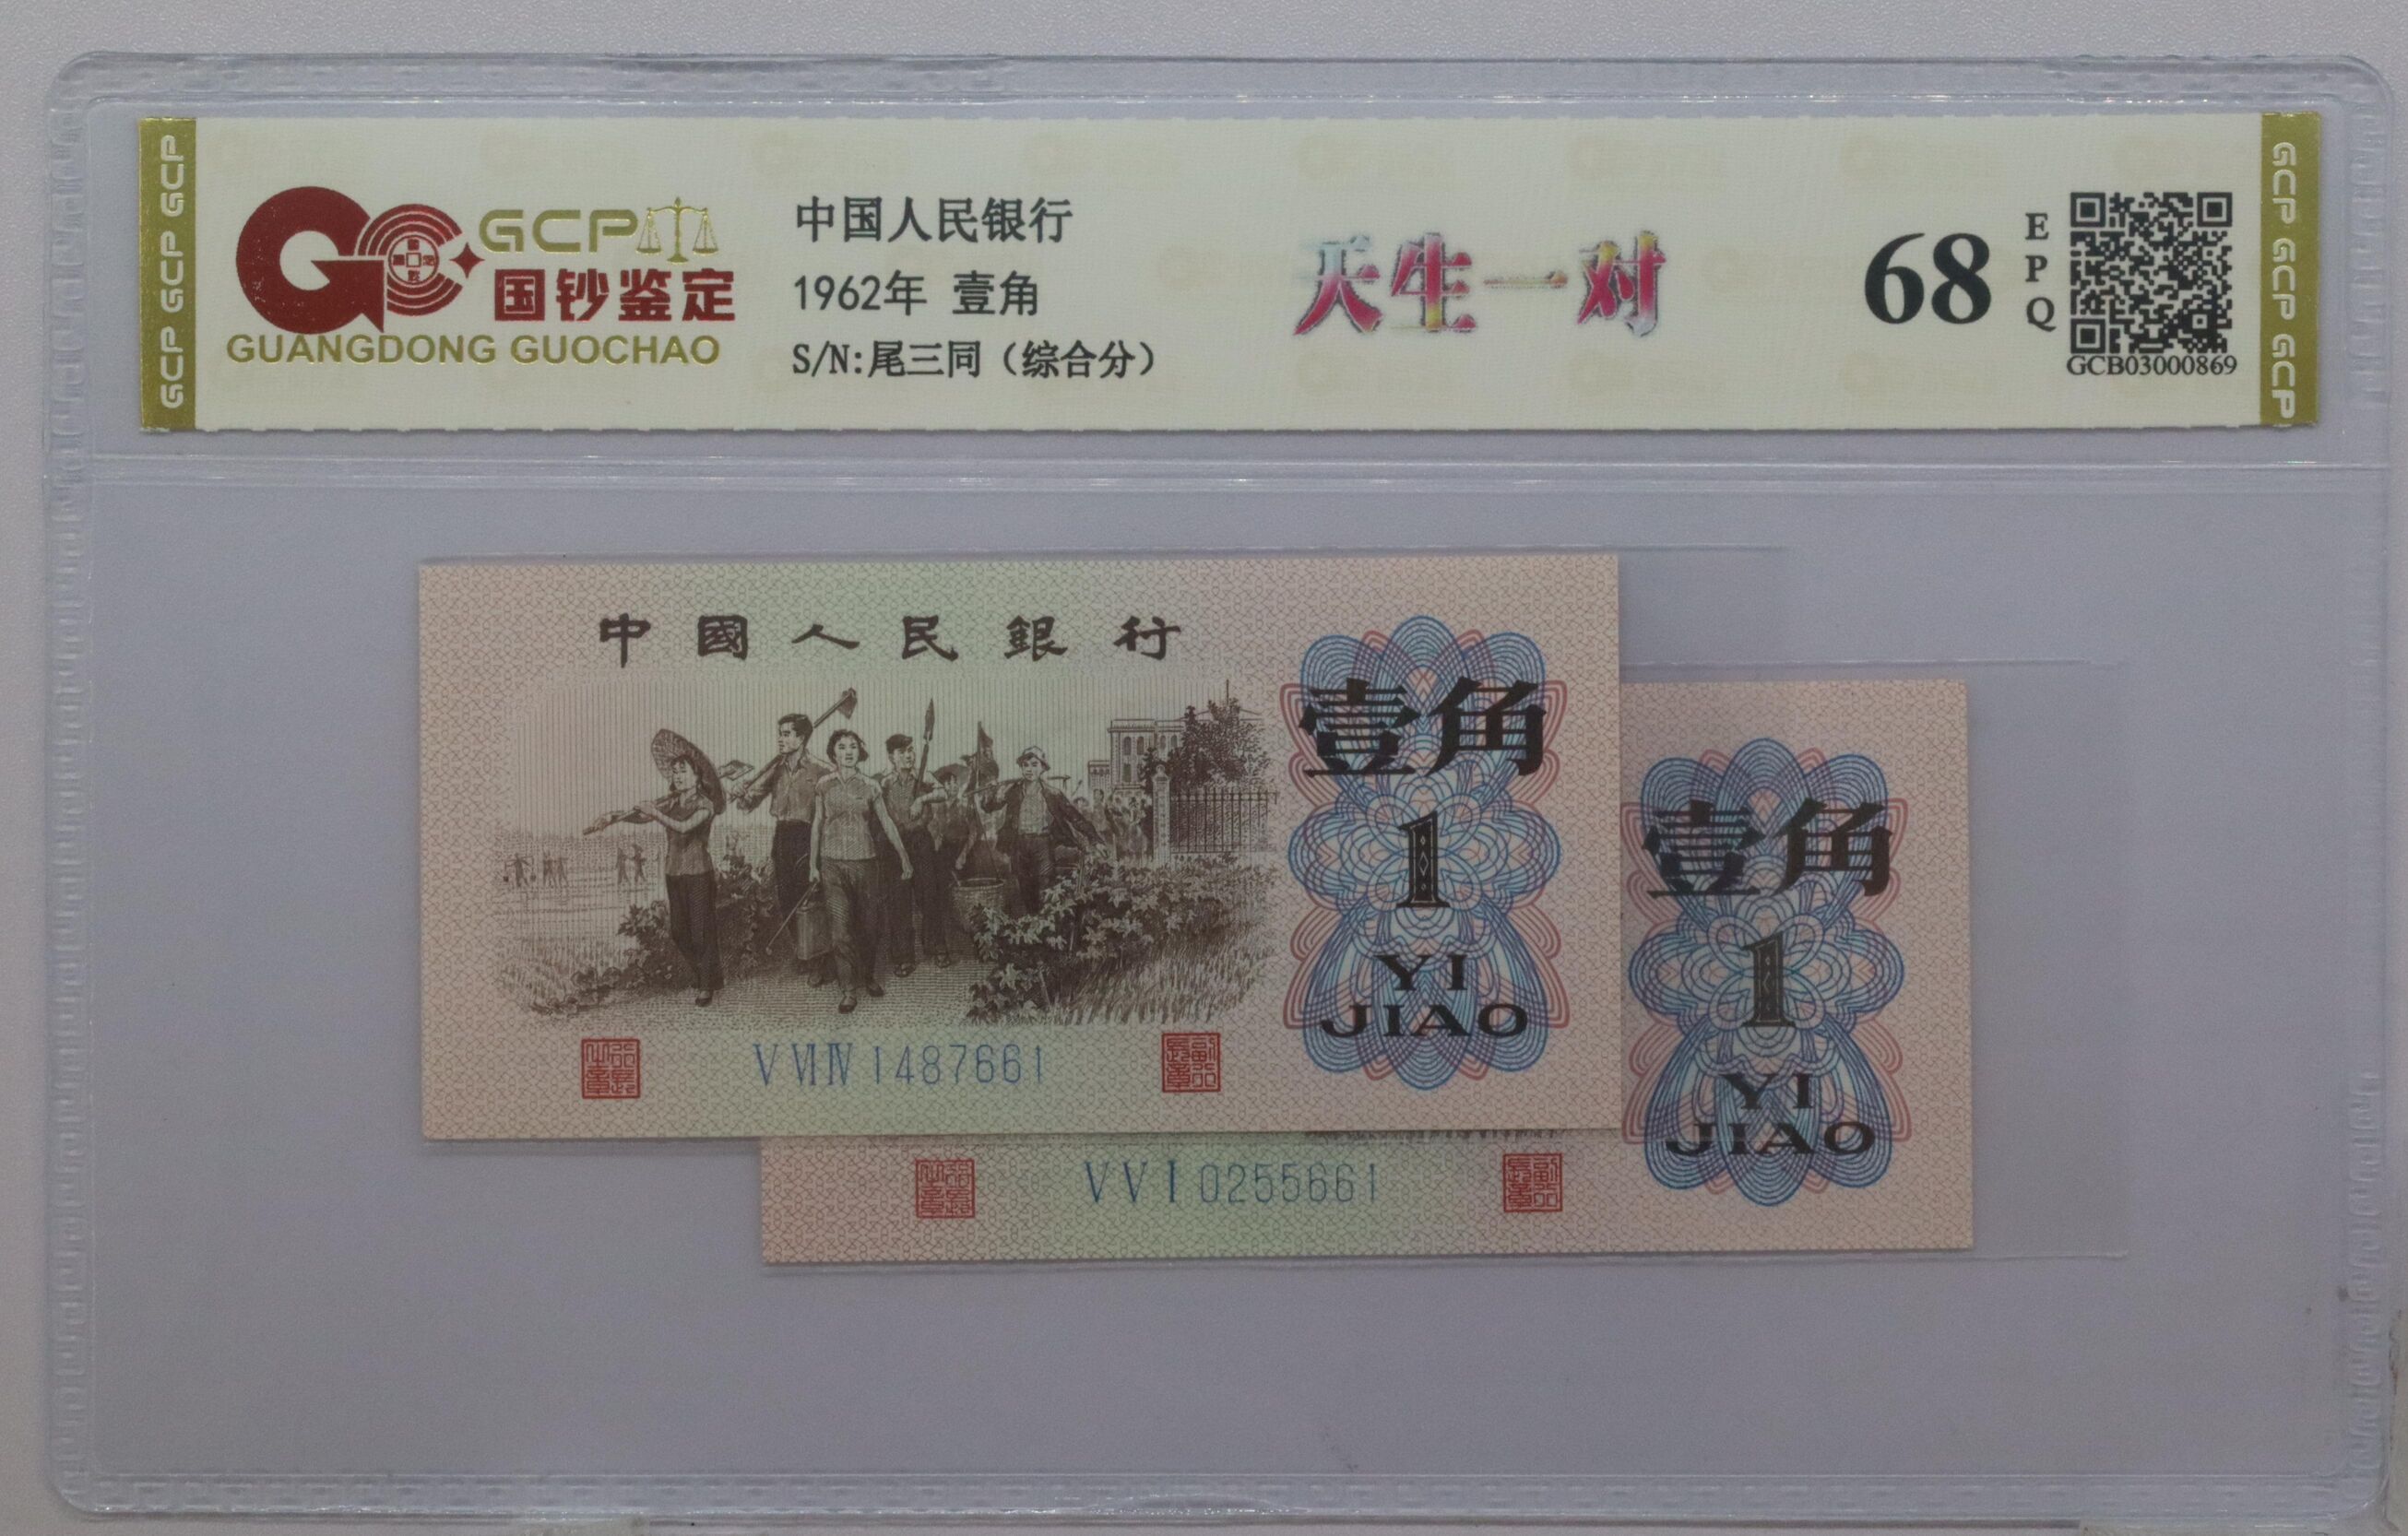 GCP GCP GCP
GCP
国钞鉴定
GUANGDONG GUOCHAO
中国人民银行
1962年 壹角
S/N:尾三同（综合分）
天生一对
68
EPQ
GCB03000869
GCP GCP GCP
中國人民銀行
壹角
1
YI
JIAO
V VII IV 1487661
壹角
1
YI
JIAO
V V I 0255661